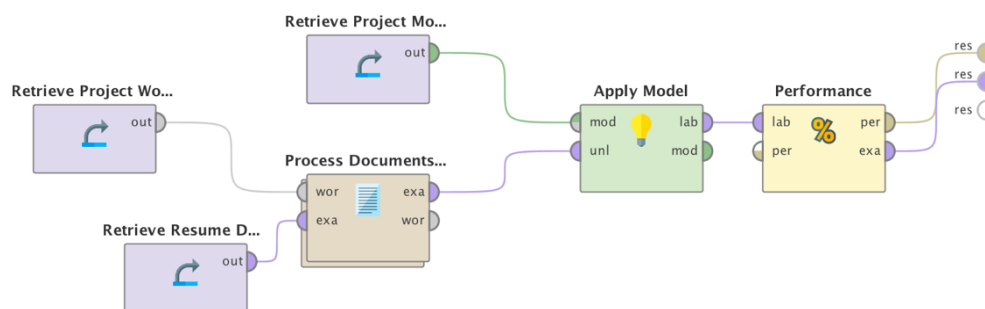 Retrieve Project Mo...
out
res
res
res
Retrieve Project Wo...
out
Apply Model
mod
lab
unl
mod
Performance
%
lab
per
per
exa
Process Documents...
wor
exa
exa
wor
Retrieve Resume D...
out